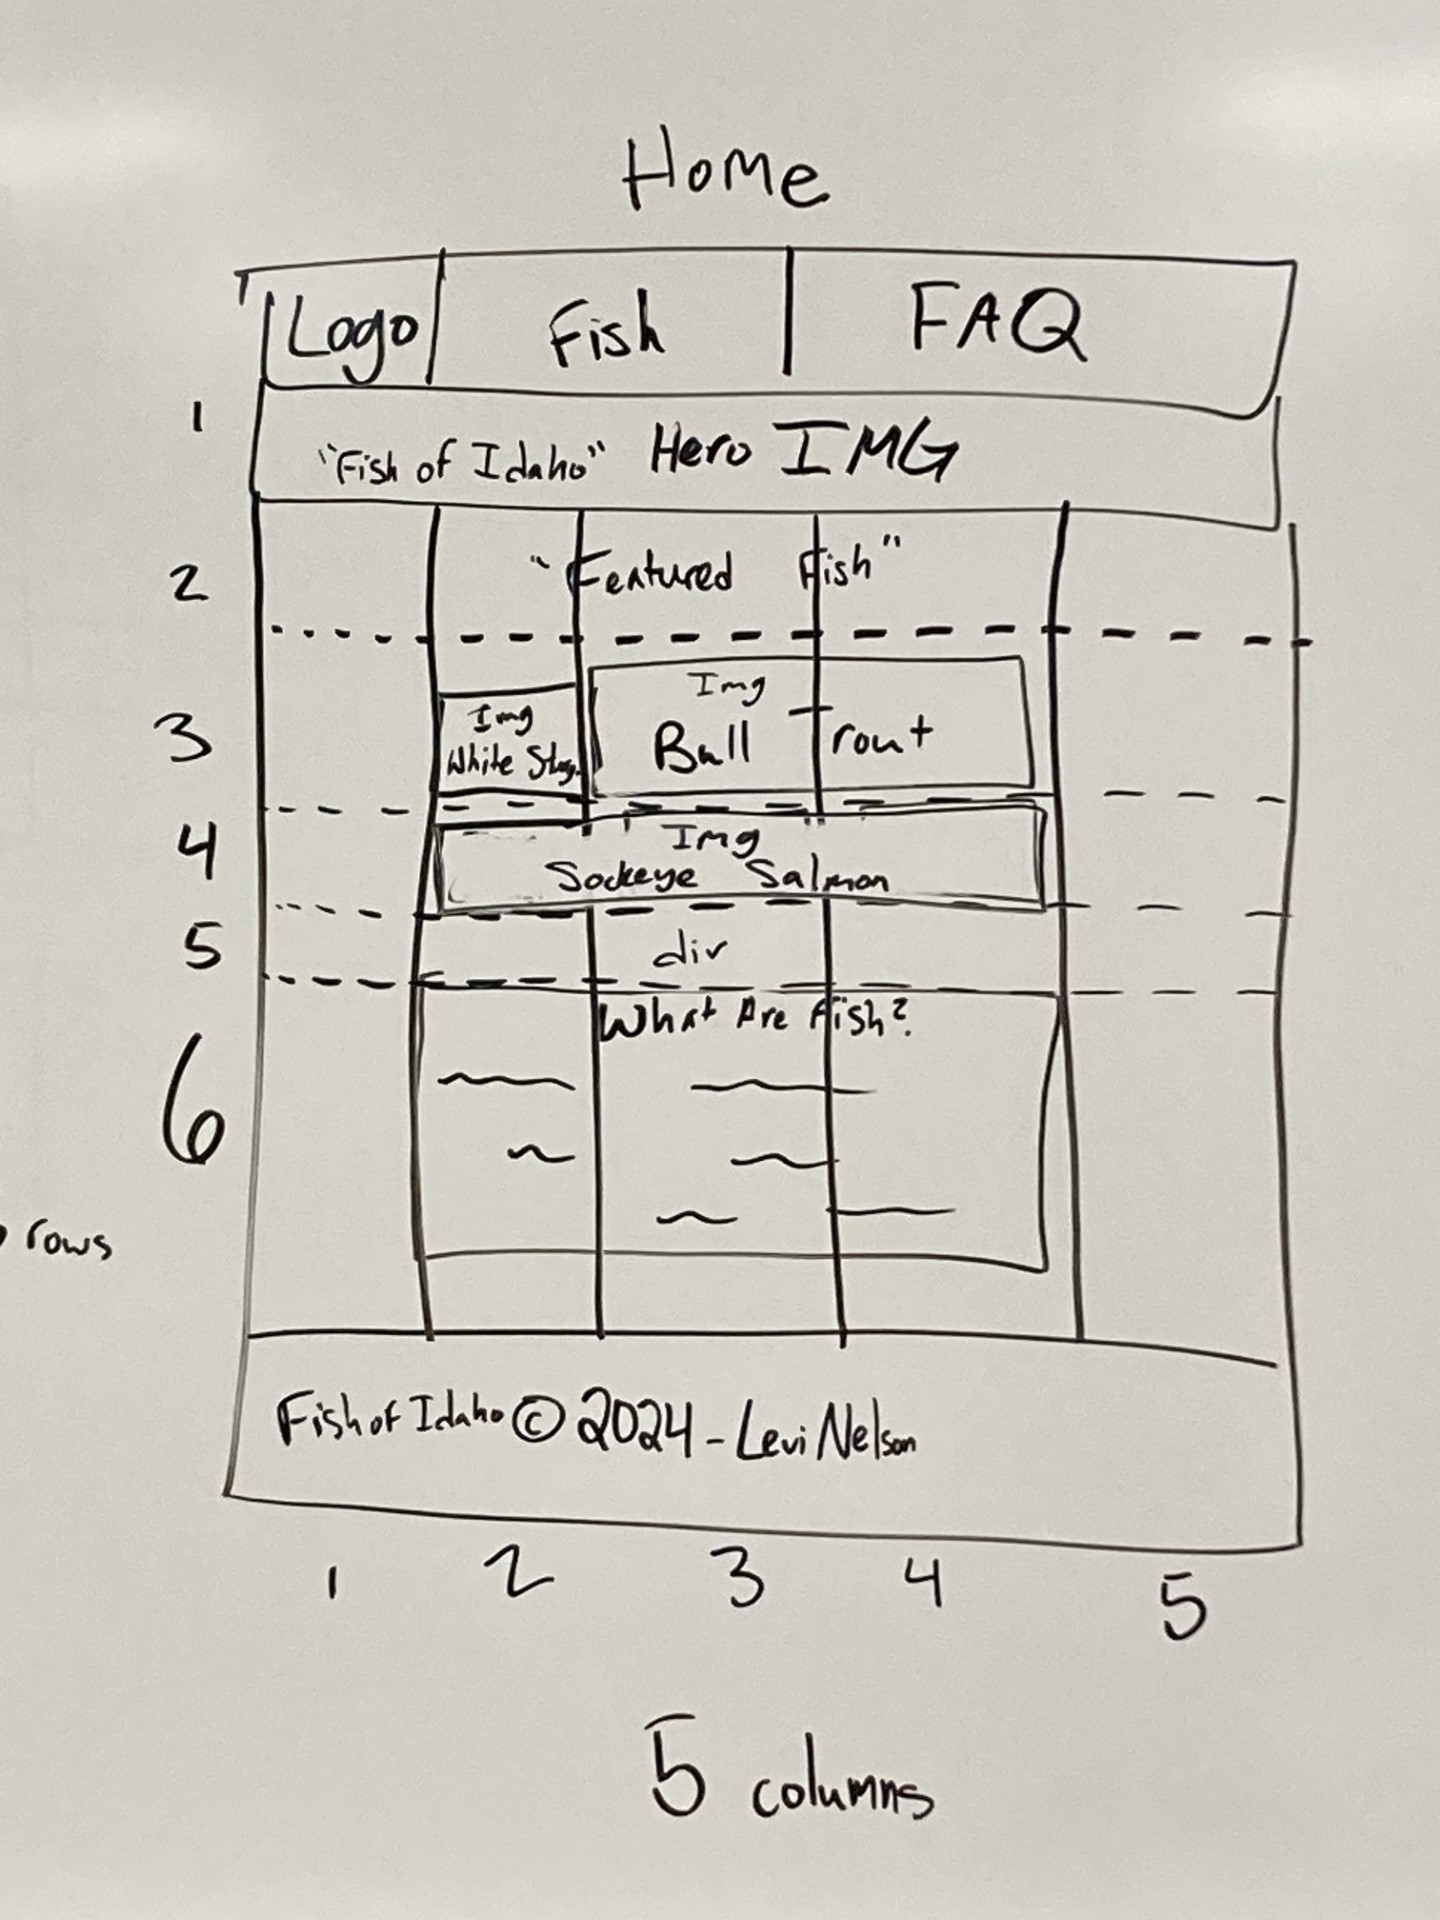 Home
Logo Fish FAQ
1
"Fish of Idaho" Hero IMG
2
"Featured Fish"
3
Img
White Stug.
Img
Bull Trout
4
Img
Sockeye Salmon
5
div
6
What Are Fish?
rows
Fish of Idaho © 2024 - Levi Nelson
1 2 3 4 5
5 columns